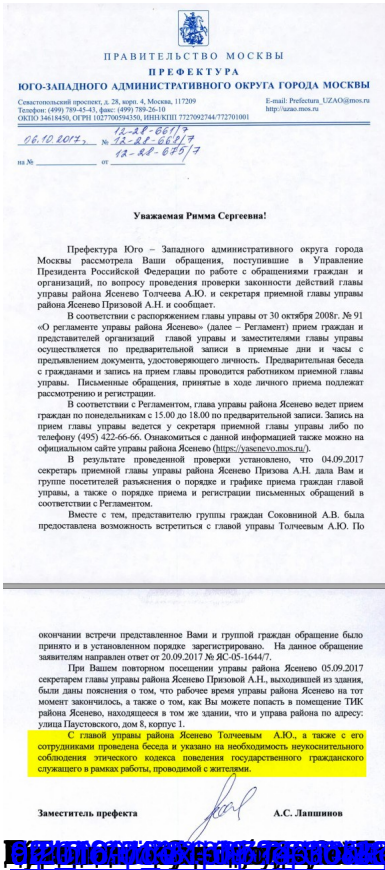 ПРАВИТЕЛЬСТВО МОСКВЫ
ПРЕФЕКТУРА
ЮГО-ЗАПАДНОГО АДМИНИСТРАТИВНОГО ОКРУГА ГОРОДА МОСКВЫ
Севастопольский проспект, д. 28, корп. 4, Москва, 117209
E-mail: Prefectura_UZAO@mos.ru
Телефон: (499) 789-45-43, факс: (499) 789-26-10
http://uzao.mos.ru
ОКПО 34618450, ОГРН 1027700594350, ИНН/КПП 7727092744/772701001
12-28-661/7
06.10.2017г. № 12-28-668/7
12-28-675/7
на № от
Уважаемая Римма Сергеевна!
Префектура Юго – Западного административного округа города
Москвы рассмотрела Ваши обращения, поступившие в Управление
Президента Российской Федерации по работе с обращениями граждан и
организаций, по вопросу проведения проверки законности действий главы
управы района Ясенево Толчеева А.Ю. и секретаря приемной главы управы
района Ясенево Призовой А.Н. и сообщает.
В соответствии с распоряжением главы управы от 30 октября 2008г. № 91
«О регламенте управы района Ясенево» (далее – Регламент) прием граждан и
представителей организаций главой управы и заместителями главы управы
осуществляется по предварительной записи в приемные дни и часы с
предъявлением документа, удостоверяющего личность. Предварительная беседа
с гражданами и запись на прием главы проводится работником приемной главы
управы. Письменные обращения, принятые в ходе личного приема подлежат
рассмотрению и регистрации.
В соответствии с Регламентом, глава управы района Ясенево ведет прием
граждан по понедельникам с 15.00 до 18.00 по предварительной записи. Запись на
прием главы управы ведется у секретаря приемной главы управы либо по
телефону (495) 422-66-66. Ознакомиться с данной информацией также можно на
официальном сайте управы района Ясенево (https://yasenevo.mos.ru/).
В результате проведенной проверки установлено, что 04.09.2017
секретарь приемной главы управы района Ясенево Призова А.Н. дала Вам и
группе посетителей разъяснения о порядке и графике приема граждан главой
управы, а также о порядке приема и регистрации письменных обращений в
соответствии с Регламентом.
Вместе с тем, представителю группы граждан Соковниной А.В. была
предоставлена возможность встретиться с главой управы Толчеевым А.Ю. По
окончании встречи представленное Вами и группой граждан обращение было
принято и в установленном порядке зарегистрировано. На данное обращение
заявителям направлен ответ от 20.09.2017 № ЯС-05-1644/7.
При Вашем повторном посещении управы района Ясенево 05.09.2017
секретарем главы управы района Ясенево Призовой А.Н., выходившей из здания,
были даны пояснения о том, что рабочее время управы района Ясенево на тот
момент закончилось, а также о том, как Вы можете попасть в помещение ТИК
района Ясенево, находящееся в том же здании, что и управа района по адресу:
улица Паустовского, дом 8, корпус 1.
С главой управы района Ясенево Толчеевым А.Ю., а также с его
сотрудниками проведена беседа и указано на необходимость неукоснительного
соблюдения этического кодекса поведения государственного гражданского
служащего в рамках работы, проводимой с жителями.
Заместитель префекта А.С. Лапшинов